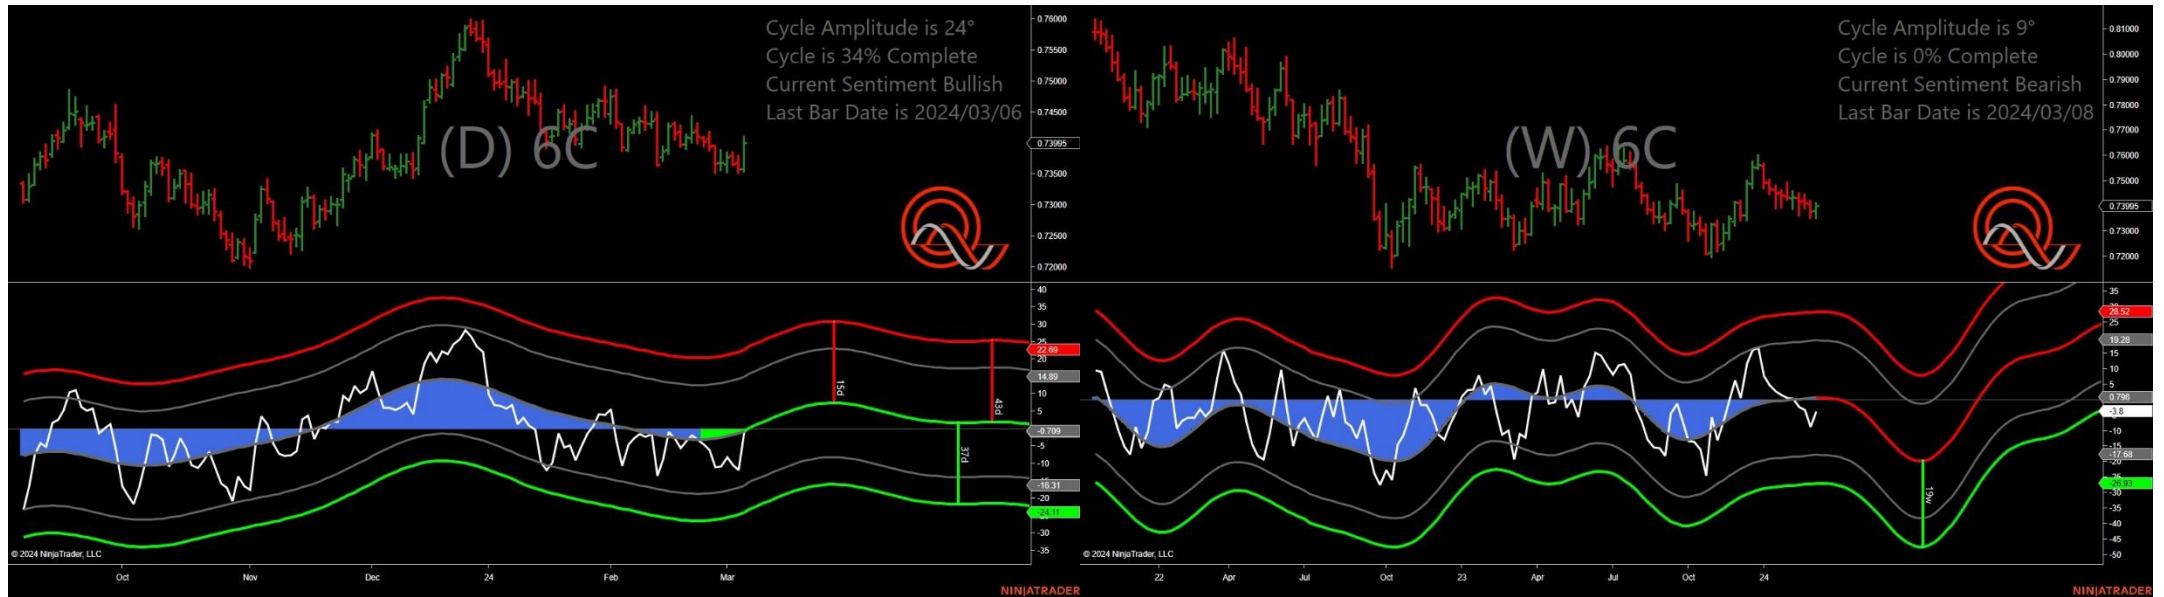 Cycle Amplitude is 24°
Cycle is 34% Complete
Current Sentiment Bullish
Last Bar Date is 2024/03/06
(D) 6C
0.76000
0.75500
0.75000
0.74500
0.73995
0.73500
0.73000
0.72500
0.72000
40
35
30
25
22.69
20
14.89
10
5
-0.709
-5
-10
-16.31
-20
-24.11
-30
-35
15d
43d
37d
© 2024 NinjaTrader, LLC
Oct
Nov
Dec
24
Feb
Mar
NINJATRADER
Cycle Amplitude is 9°
Cycle is 0% Complete
Current Sentiment Bearish
Last Bar Date is 2024/03/08
(W) 6C
0.81000
0.80000
0.79000
0.78000
0.77000
0.76000
0.75000
0.73995
0.73000
0.72000
35
28.52
25
19.28
15
10
5
0.798
-3.8
-10
-15
-17.68
-20
-26.93
-30
-35
-40
-45
-50
19w
© 2024 NinjaTrader, LLC
22
Apr
Jul
Oct
23
Apr
Jul
Oct
24
NINJATRADER